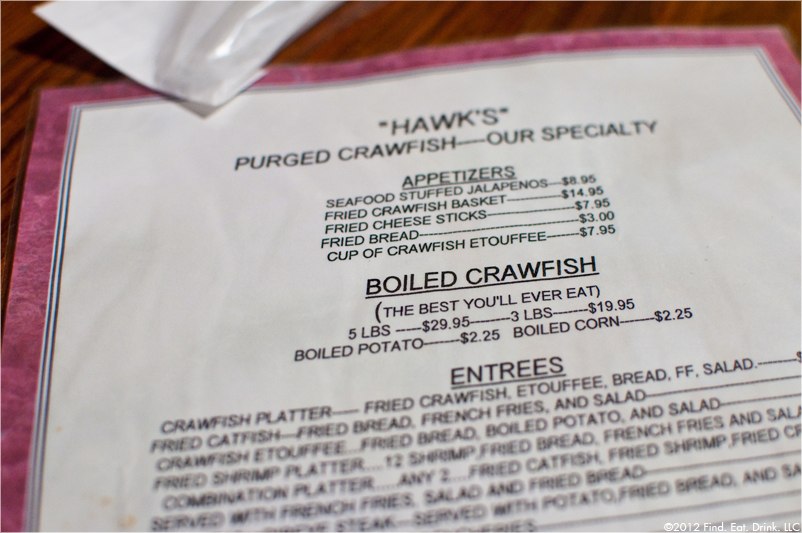 "HAWK'S"
PURGED CRAWFISH----OUR SPECIALTY
APPETIZERS
SEAFOOD STUFFED JALAPENOS---$8.95
FRIED CRAWFISH BASKET----------$14.95
FRIED CHEESE STICKS-------------$7.95
FRIED BREAD------------------------$3.00
CUP OF CRAWFISH ETOUFFEE------$7.95
BOILED CRAWFISH
(THE BEST YOU'LL EVER EAT)
5 LBS -----$29.95---------3 LBS-------$19.95
BOILED POTATO-------$2.25 BOILED CORN-------$2.25
ENTREES
CRAWFISH PLATTER---- FRIED CRAWFISH, ETOUFFEE, BREAD, FF, SALAD.-------$
FRIED CATFISH---FRIED BREAD, FRENCH FRIES, AND SALAD
CRAWFISH ETOUFFEE...FRIED BREAD, BOILED POTATO, AND SALAD
FRIED SHRIMP PLATTER....12 SHRIMP,FRIED BREAD, FRENCH FRIES AND SALA
COMBINATION PLATTER.....ANY 2...FRIED CATFISH, FRIED SHRIMP,FRIED CR
SERVED WITH FRENCH FRIES, SALAD AND FRIED BREAD
STEAK---SERVED WITH POTATO,FRIED BREAD, AND SA
©2012 Find. Eat. Drink. LLC